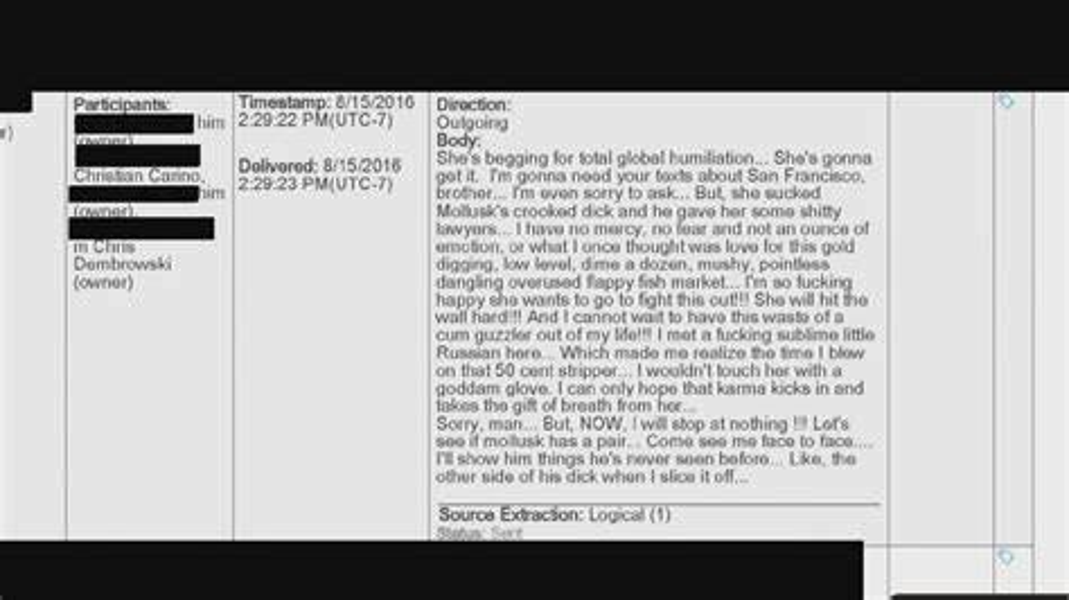 Participants:
him
(owner)
Christian Carino,
him
(owner),
m Chris
Dembrowski
(owner)
Timestamp: 8/15/2016
2:29:22 PM(UTC-7)
Delivered: 8/15/2016
2:29:23 PM(UTC-7)
Direction:
Outgoing
Body:
She's begging for total global humiliation... She's gonna
get it. I'm gonna need your texts about San Francisco,
brother... I'm even sorry to ask... But, she sucked
Mollusk's crooked dick and he gave her some shitty
lawyers... I have no mercy, no fear and not an ounce of
emotion, or what I once thought was love for this gold
digging, low level, dime a dozen, mushy, pointless
dangling overused flappy fish market... I'm so fucking
happy she wants to go to fight this out!!! She will hit the
wall hard!!! And I cannot wait to have this waste of a
cum guzzler out of my life!!! I met a fucking sublime little
Russian here... Which made me realize the time I blew
on that 50 cent stripper... I wouldn't touch her with a
goddam glove. I can only hope that karma kicks in and
takes the gift of breath from her...
Sorry, man... But, NOW, I will stop at nothing !!! Let's
see if mollusk has a pair... Come see me face to face....
I'll show him things he's never seen before... Like, the
other side of his dick when I slice it off...
Source Extraction: Logical (1)
Status: Sent